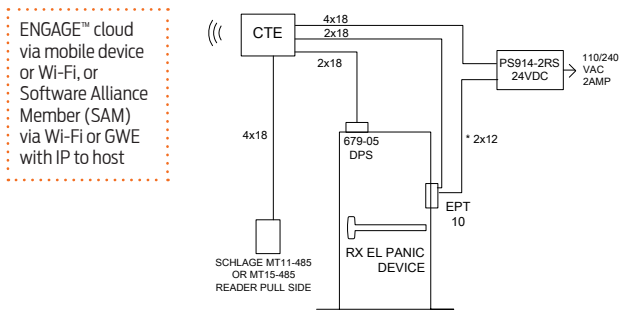 ENGAGE™ cloud
via mobile device
or Wi-Fi, or
Software Alliance
Member (SAM)
via Wi-Fi or GWE
with IP to host
CTE
4x18
2x18
2x18
4x18
PS914-2RS
24VDC
110/240
VAC
2AMP
679-05
DPS
* 2x12
EPT
10
RX EL PANIC
DEVICE
SCHLAGE MT11-485
OR MT15-485
READER PULL SIDE